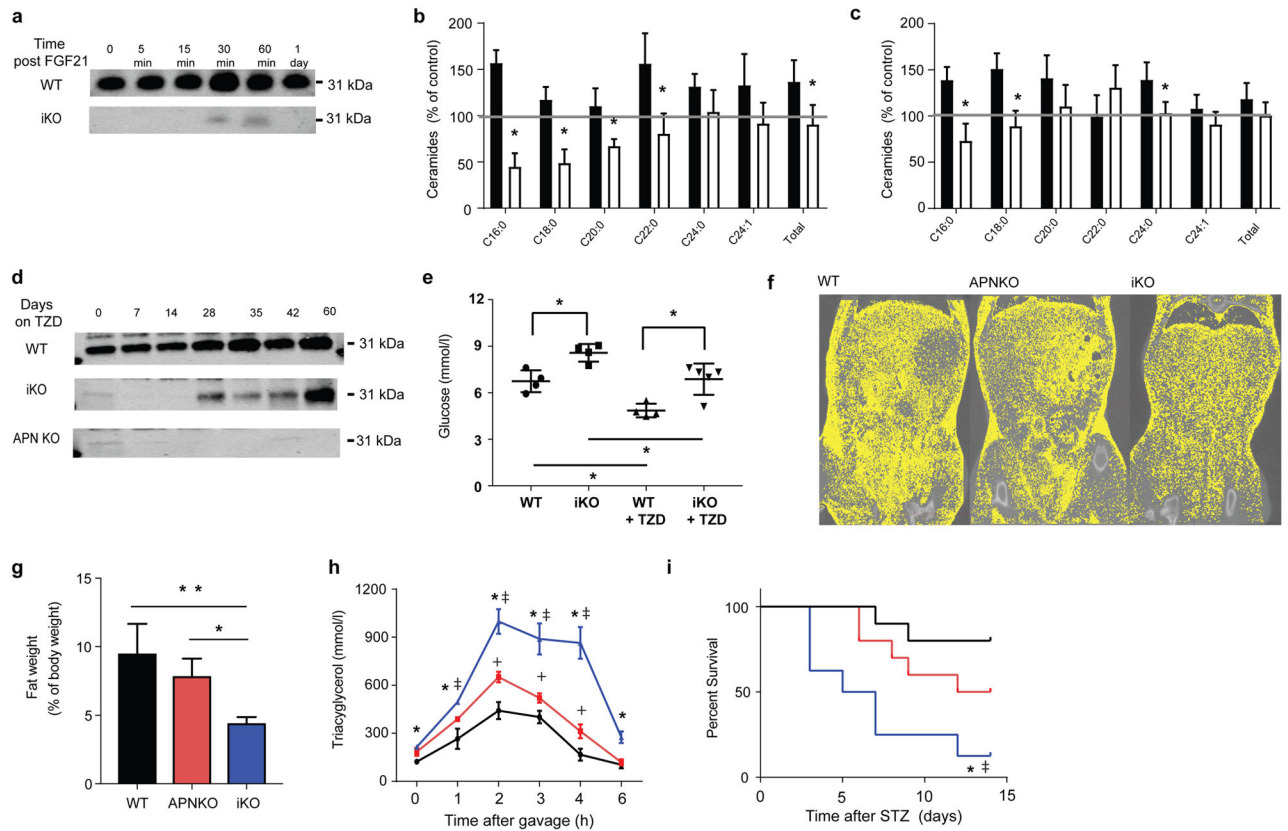 a
Time 0 5 15 30 60 1
post FGF21 min min min min day
WT 31 kDa
iKO 31 kDa
b
200
150
100
50
0
Ceramides (% of control)
* * * * *
C16:0 C18:0 C20:0 C22:0 C24:0 C24:1 Total
c
200
150
100
50
0
Ceramides (% of control)
* * *
C16:0 C18:0 C20:0 C22:0 C24:0 C24:1 Total
d
Days 0 7 14 28 35 42 60
on TZD
WT 31 kDa
iKO 31 kDa
APN KO 31 kDa
e
12
9
6
3
0
Glucose (mmol/l)
* *
*
*
WT iKO WT iKO
+ TZD + TZD
f
WT APNKO iKO
g
15
10
5
0
Fat weight
(% of body weight)
* *
*
WT APNKO iKO
h
1200
900
600
300
0
Triacyglycerol (mmol/l)
* *‡ *‡ *‡ *‡ *
+ + +
0 1 2 3 4 6
Time after gavage (h)
i
100
50
0
Percent Survival
* ‡
0 5 10 15
Time after STZ (days)